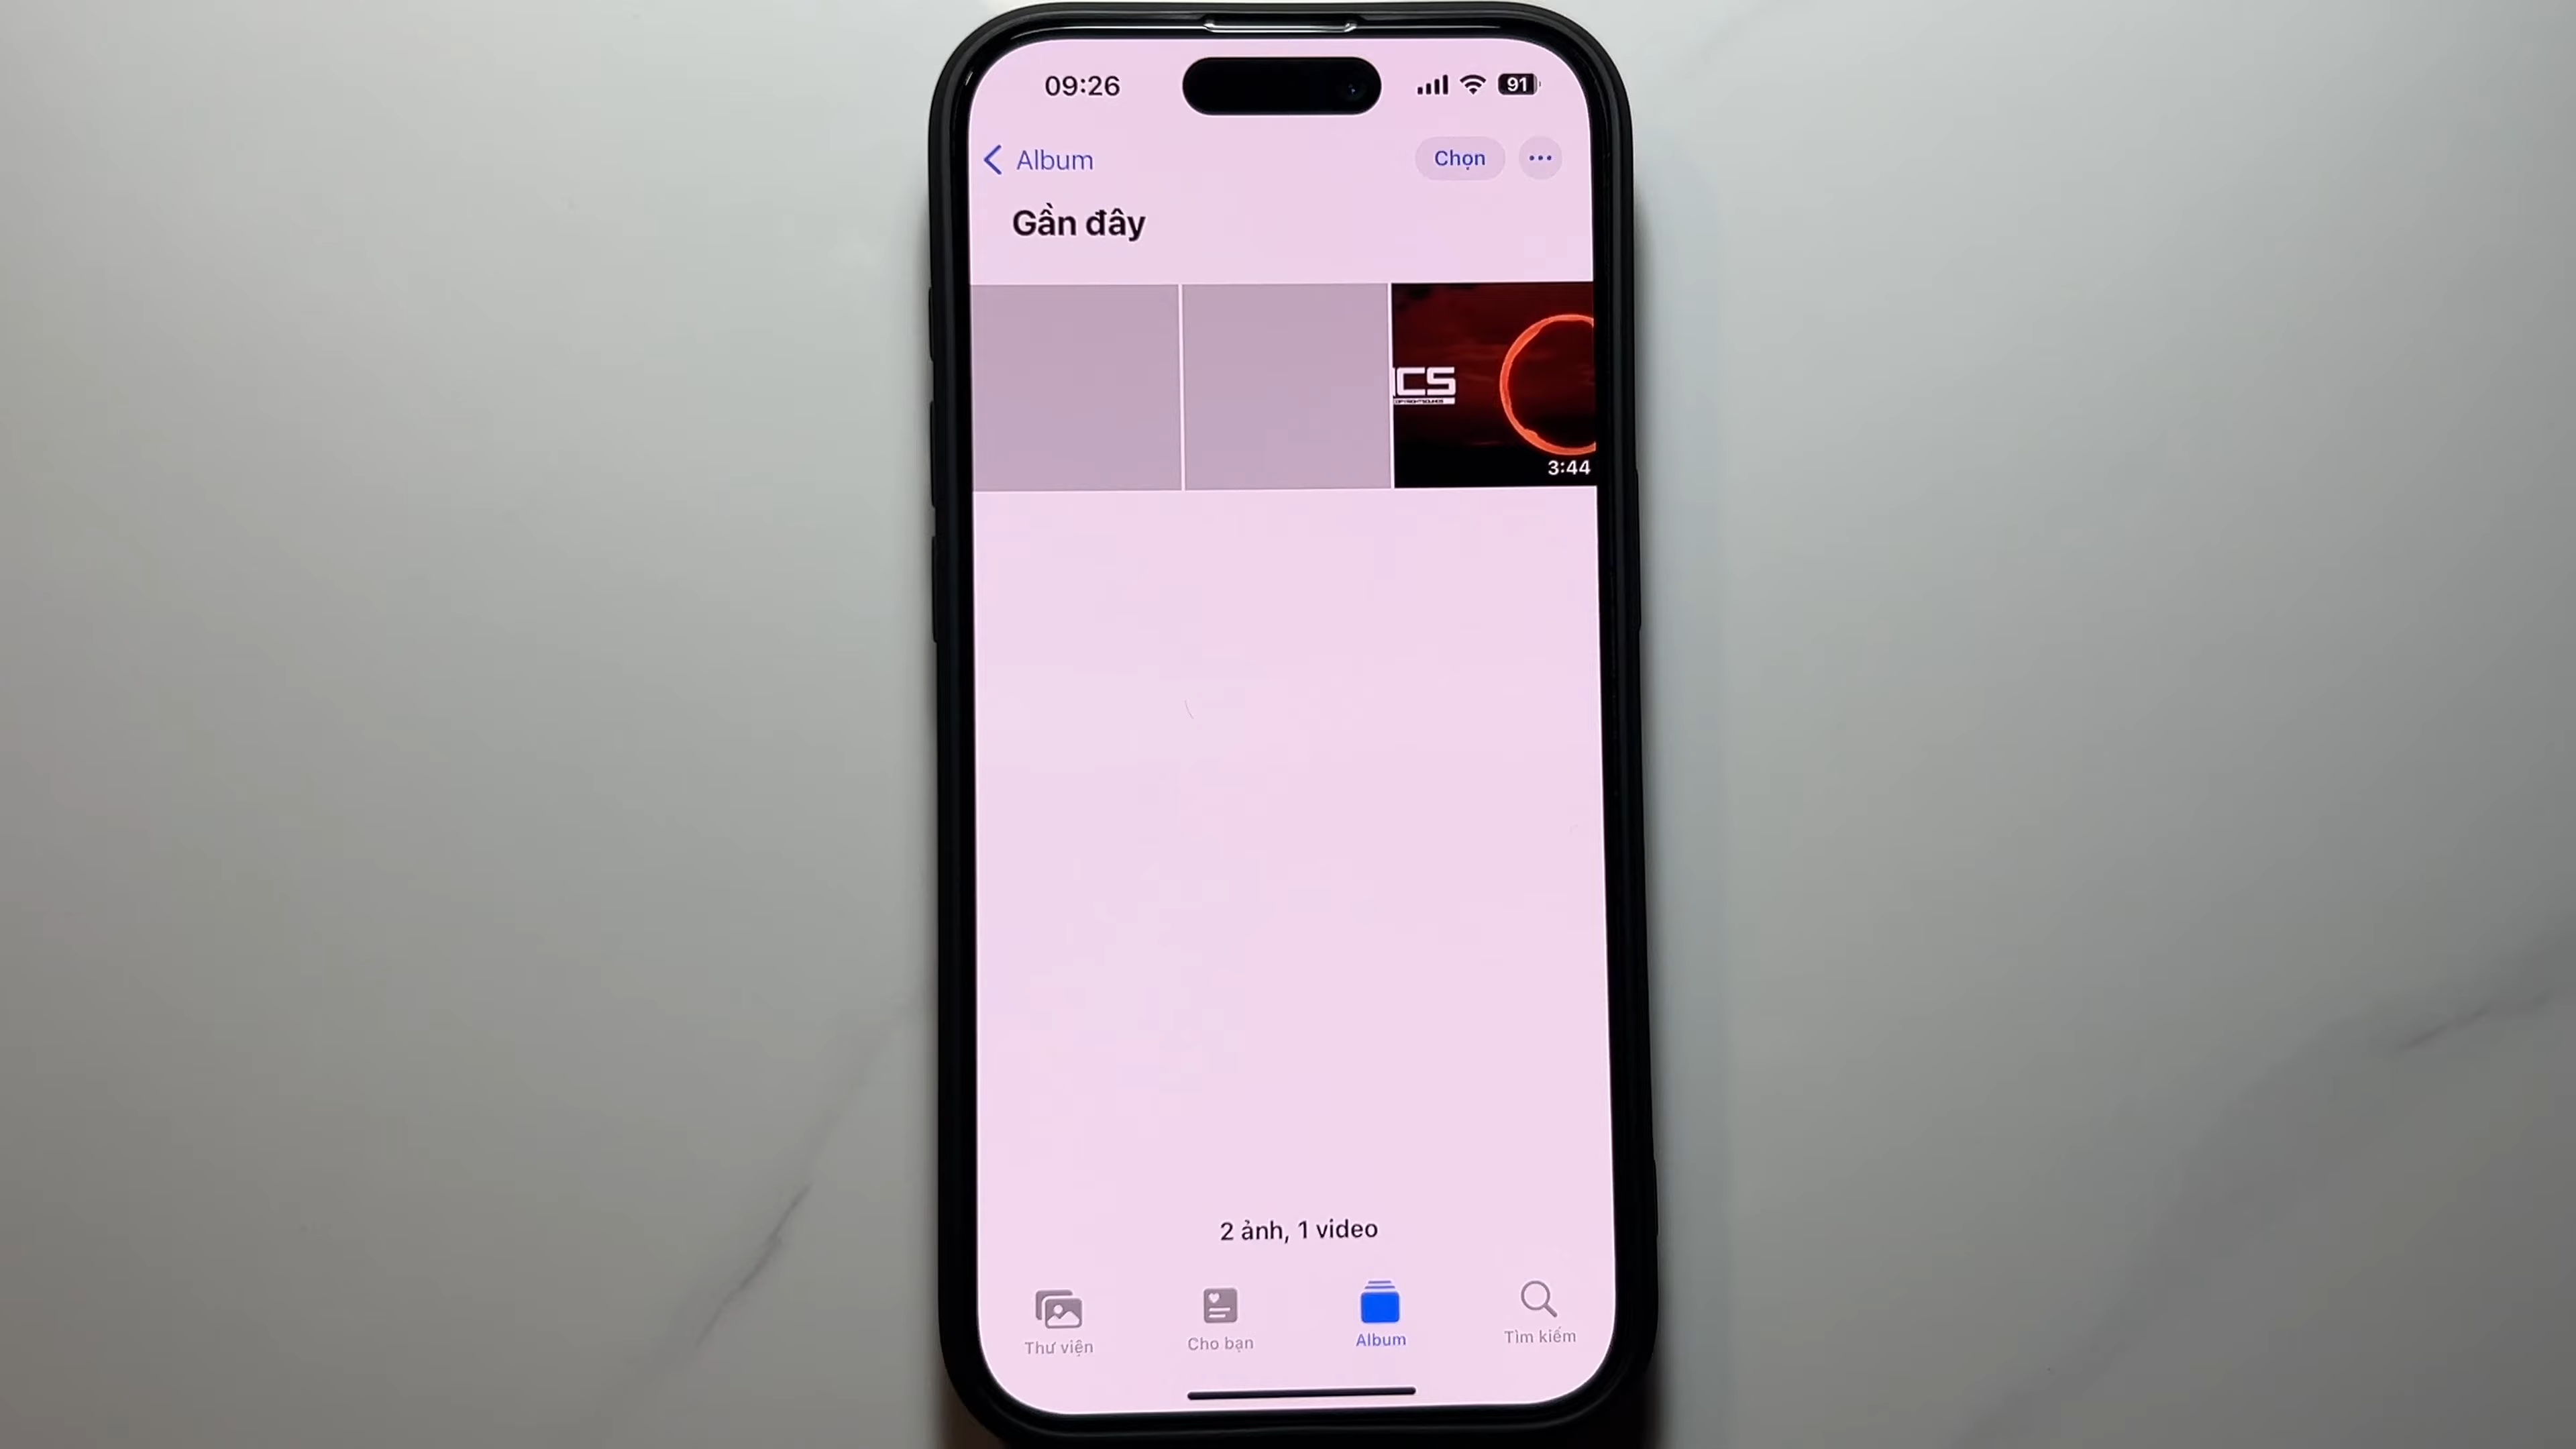 09:26
91
Album
Chọn
Gần đây
CS
3:44
2 ảnh, 1 video
Thư viện
Cho bạn
Album
Tìm kiếm